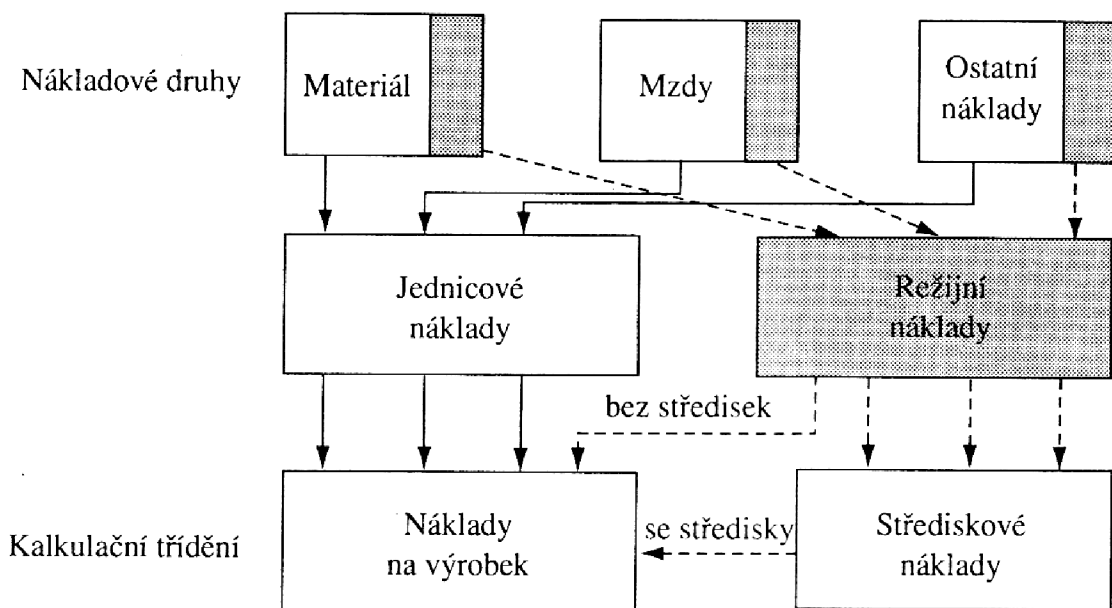 Nákladové druhy
Materiál
Mzdy
Ostatní
náklady
Jednicové
náklady
Režijní
náklady
bez středisek
Kalkulační třídění
Náklady
na výrobek
se středisky
Střediskové
náklady